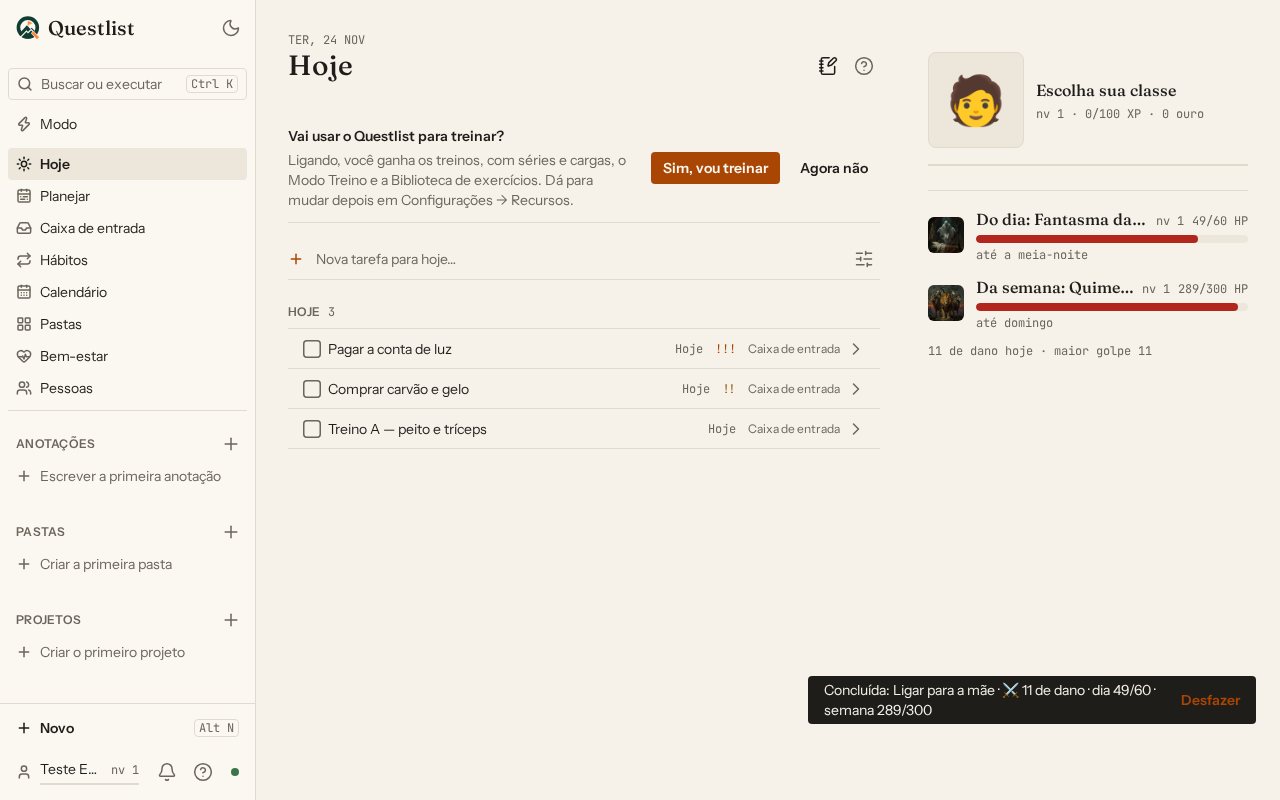 Questlist
Buscar ou executar Ctrl K
Modo
Hoje
Planejar
Caixa de entrada
Hábitos
Calendário
Pastas
Bem-estar
Pessoas
ANOTAÇÕES
Escrever a primeira anotação
PASTAS
Criar a primeira pasta
PROJETOS
Criar o primeiro projeto
Novo Alt N
Teste E... nv 1
TER, 24 NOV
Hoje
Vai usar o Questlist para treinar?
Ligando, você ganha os treinos, com séries e cargas, o
Modo Treino e a Biblioteca de exercícios. Dá para
mudar depois em Configurações → Recursos.
Sim, vou treinar
Agora não
Nova tarefa para hoje...
HOJE 3
Pagar a conta de luz Hoje !!! Caixa de entrada
Comprar carvão e gelo Hoje !! Caixa de entrada
Treino A — peito e tríceps Hoje Caixa de entrada
Escolha sua classe
nv 1 · 0/100 XP · 0 ouro
Do dia: Fantasma da... nv 1 49/60 HP
até a meia-noite
Da semana: Quime... nv 1 289/300 HP
até domingo
11 de dano hoje · maior golpe 11
Concluída: Ligar para a mãe · ⚔️ 11 de dano · dia 49/60 ·
semana 289/300
Desfazer